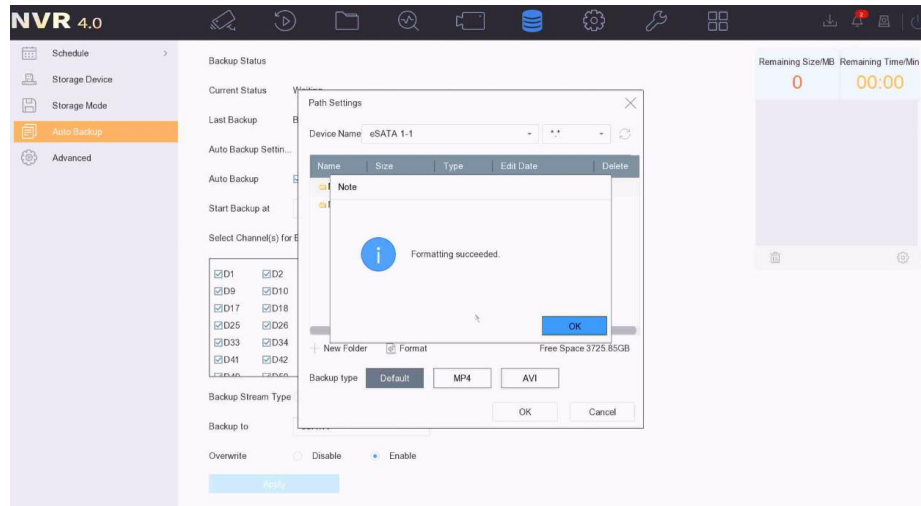 NVR 4.0
Schedule
Storage Device
Storage Mode
Auto Backup
Advanced
Backup Status
Current Status
Last Backup
Auto Backup Settin...
Auto Backup
Start Backup at
Select Channel(s) for
D1 D2
D9 D10
D17 D18
D25 D26
D33 D34
D41 D42
Backup Stream Type
Backup to
Overwrite Disable Enable
Apply
Path Settings
Device Name eSATA 1-1 *.*
Name Size Type Edit Date Delete
Note
Formatting succeeded.
OK
New Folder Format Free Space 3725.85GB
Backup type Default MP4 AVI
OK Cancel
Remaining Size/MB Remaining Time/Min
0 00:00